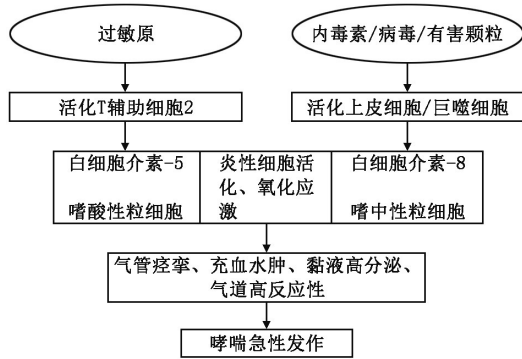 过敏原
内毒素/病毒/有害颗粒
活化T辅助细胞2
活化上皮细胞/巨噬细胞
白细胞介素-5
嗜酸性粒细胞
炎性细胞活
化、氧化应
激
白细胞介素-8
嗜中性粒细胞
气管痉挛、充血水肿、黏液高分泌、
气道高反应性
哮喘急性发作